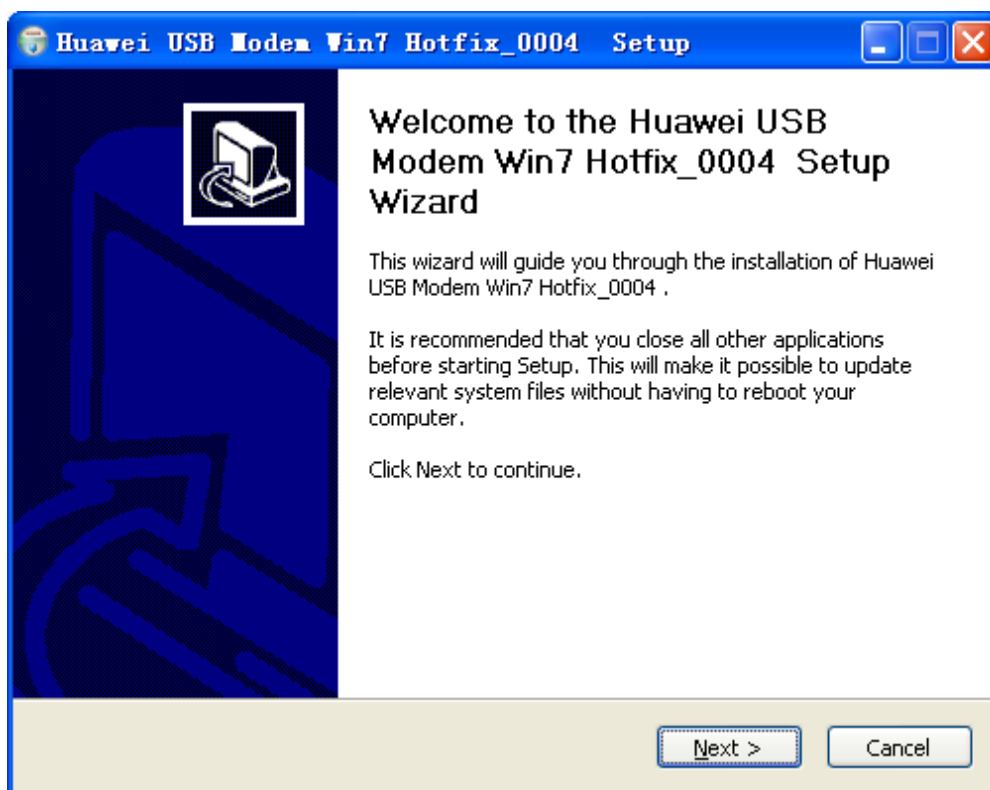 Huawei USB Modem Win7 Hotfix_0004 Setup
Welcome to the Huawei USB
Modem Win7 Hotfix_0004 Setup
Wizard
This wizard will guide you through the installation of Huawei
USB Modem Win7 Hotfix_0004 .
It is recommended that you close all other applications
before starting Setup. This will make it possible to update
relevant system files without having to reboot your
computer.
Click Next to continue.
Next > Cancel